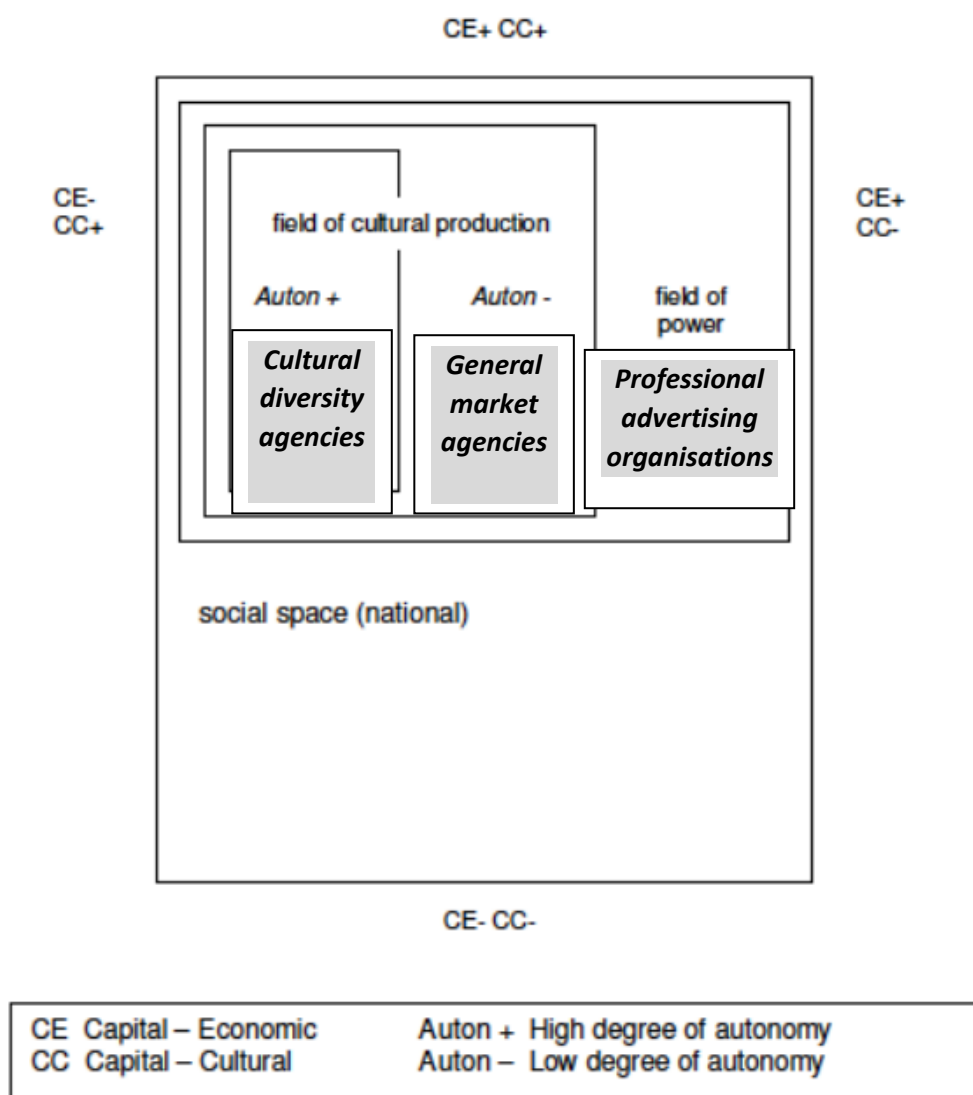 CE+ CC+
CE-
CC+
CE+
CC-
field of cultural production
Auton +
Auton -
field of
power
Cultural
diversity
agencies
General
market
agencies
Professional
advertising
organisations
social space (national)
CE- CC-
CE Capital – Economic
Auton + High degree of autonomy
CC Capital – Cultural
Auton – Low degree of autonomy